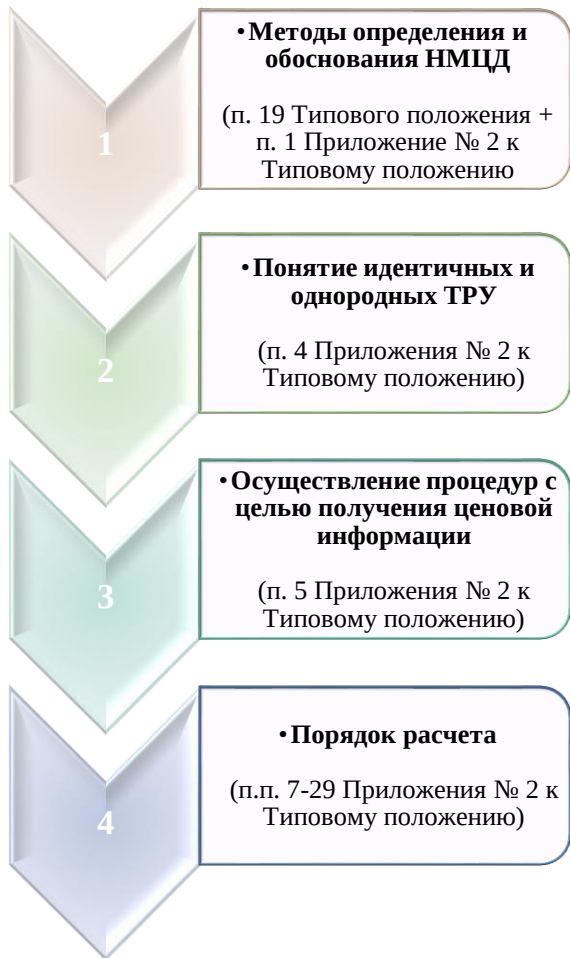 1
•Методы определения и
обоснования НМЦД
(п. 19 Типового положения +
п. 1 Приложение № 2 к
Типовому положению
2
•Понятие идентичных и
однородных ТРУ
(п. 4 Приложения № 2 к
Типовому положению)
3
•Осуществление процедур с
целью получения ценовой
информации
(п. 5 Приложения № 2 к
Типовому положению)
4
•Порядок расчета
(п.п. 7-29 Приложения № 2 к
Типовому положению)